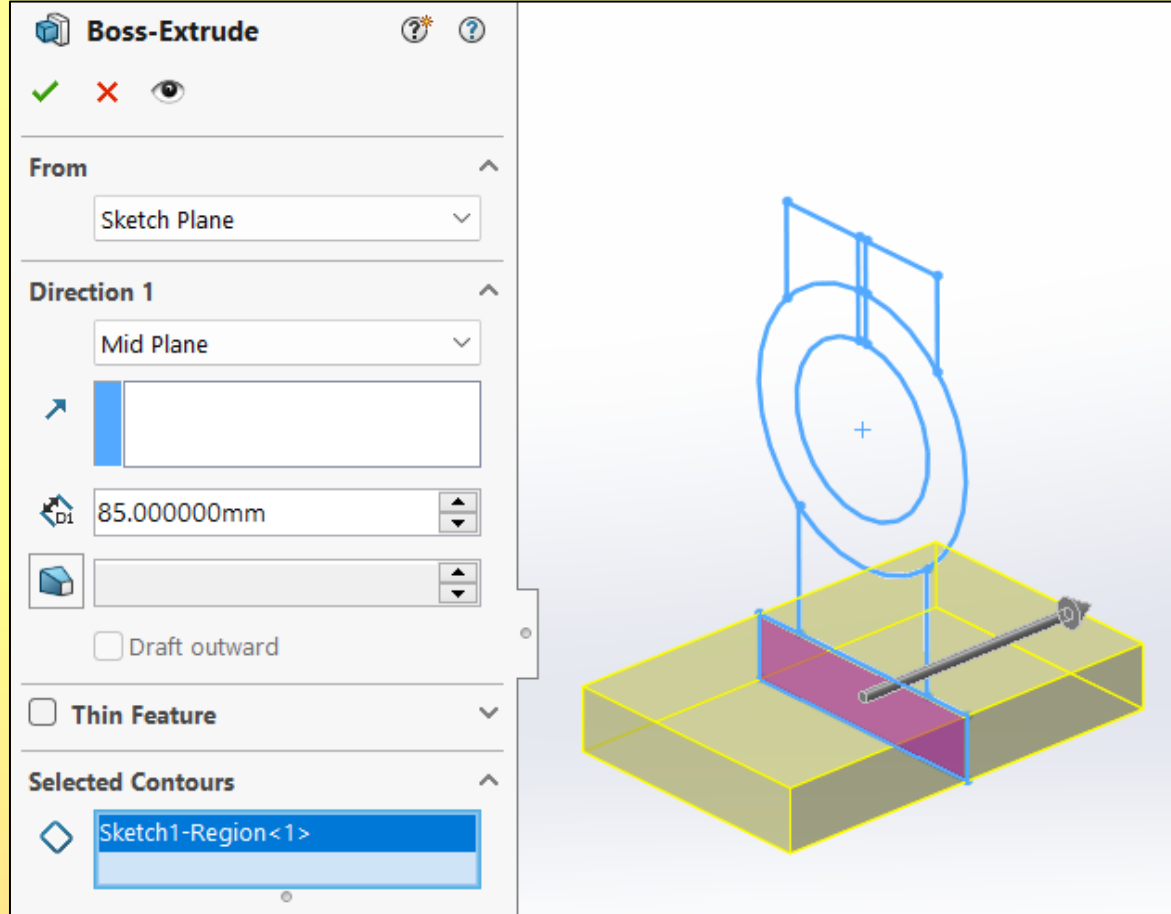 Boss-Extrude
From
Sketch Plane
Direction 1
Mid Plane
D1
85.000000mm
Draft outward
Thin Feature
Selected Contours
Sketch1-Region<1>